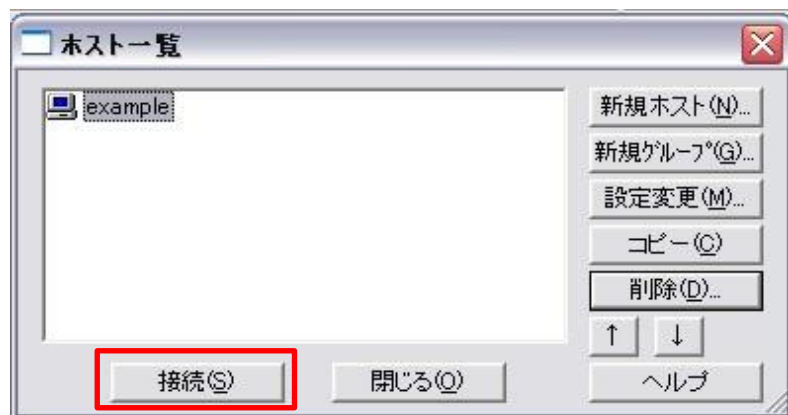 ホスト一覧
example
新規ホスト(N)...
新規ｸﾞﾙｰﾌﾟ(G)...
設定変更(M)...
コピー(C)
削除(D)...
↑ ↓
接続(S) 閉じる(O) ヘルプ